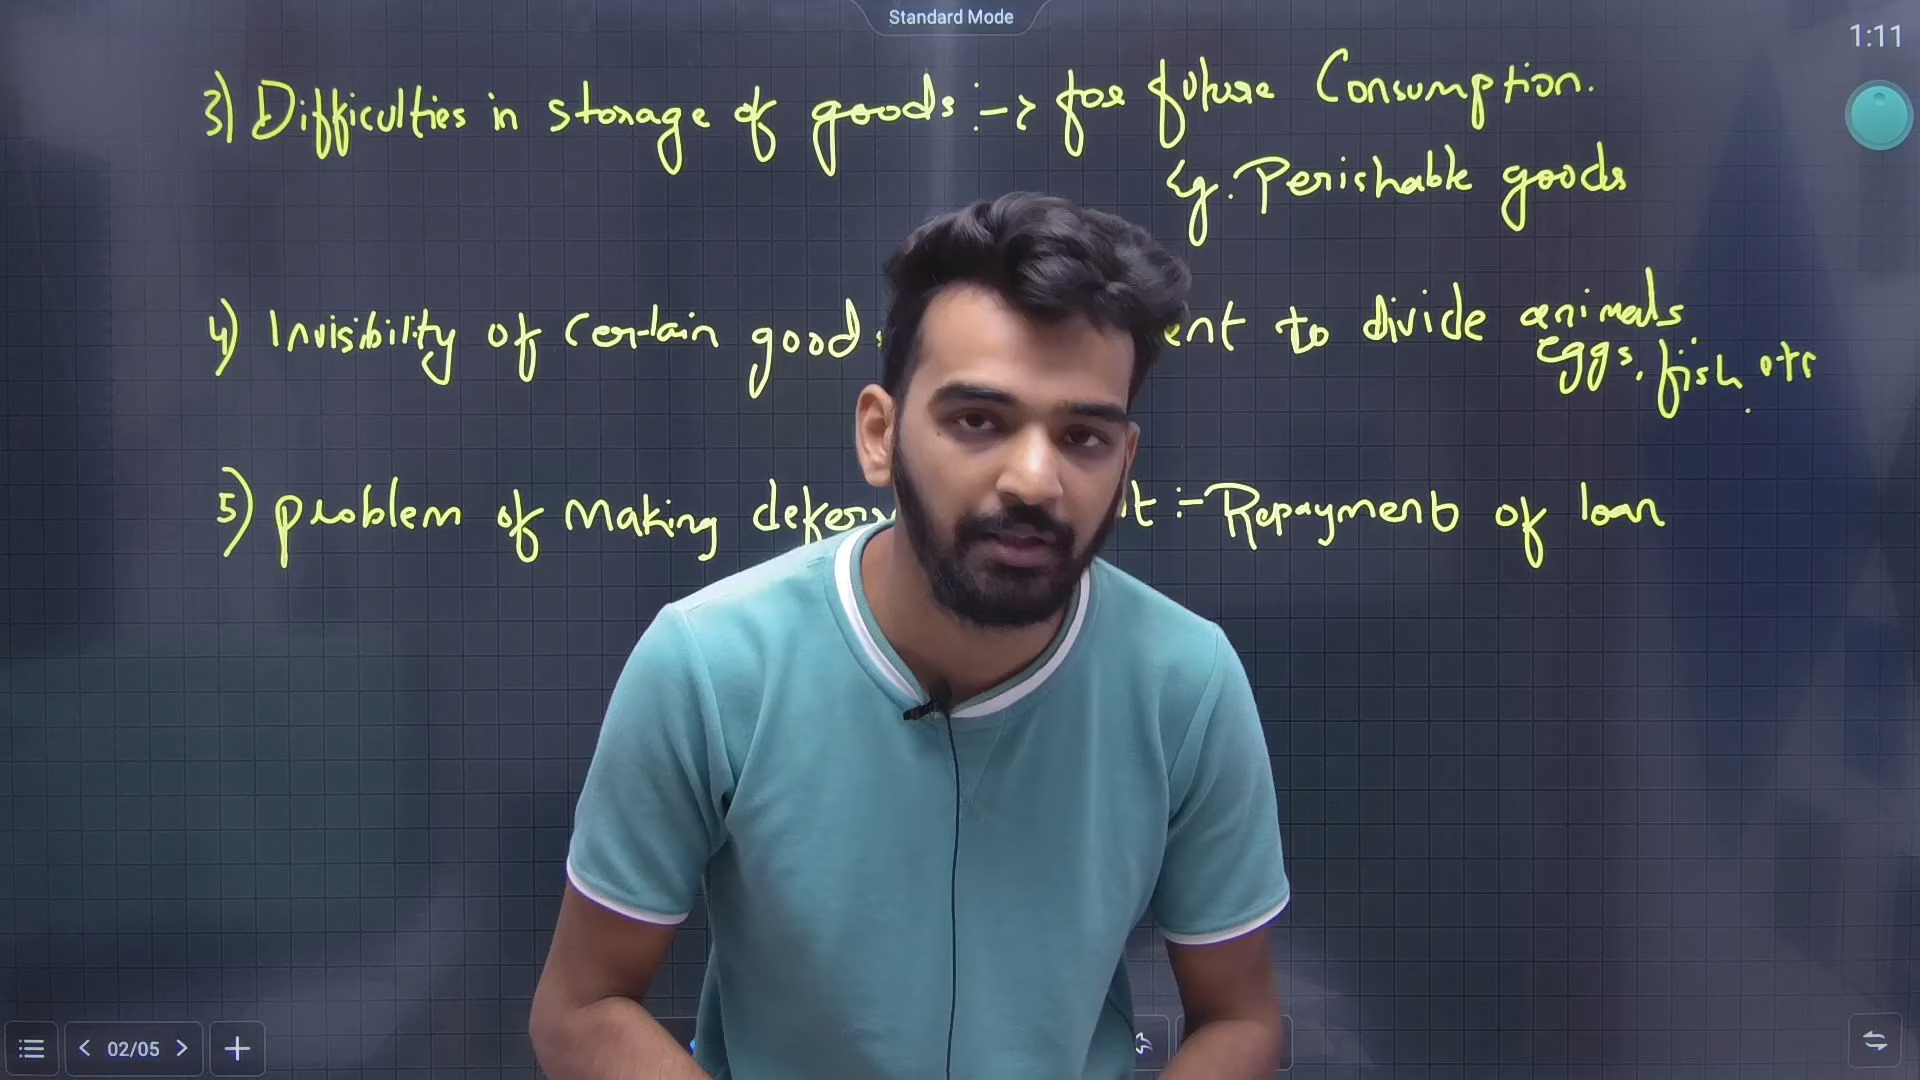 Standard Mode
1:11
3) Difficulties in storage of goods :-> for future Consumption.
Eg. Perishable goods
4) Invisibility of Certain good to divide animals
eggs, fish etc
5) problem of Making :- Repayment of loan
02/05